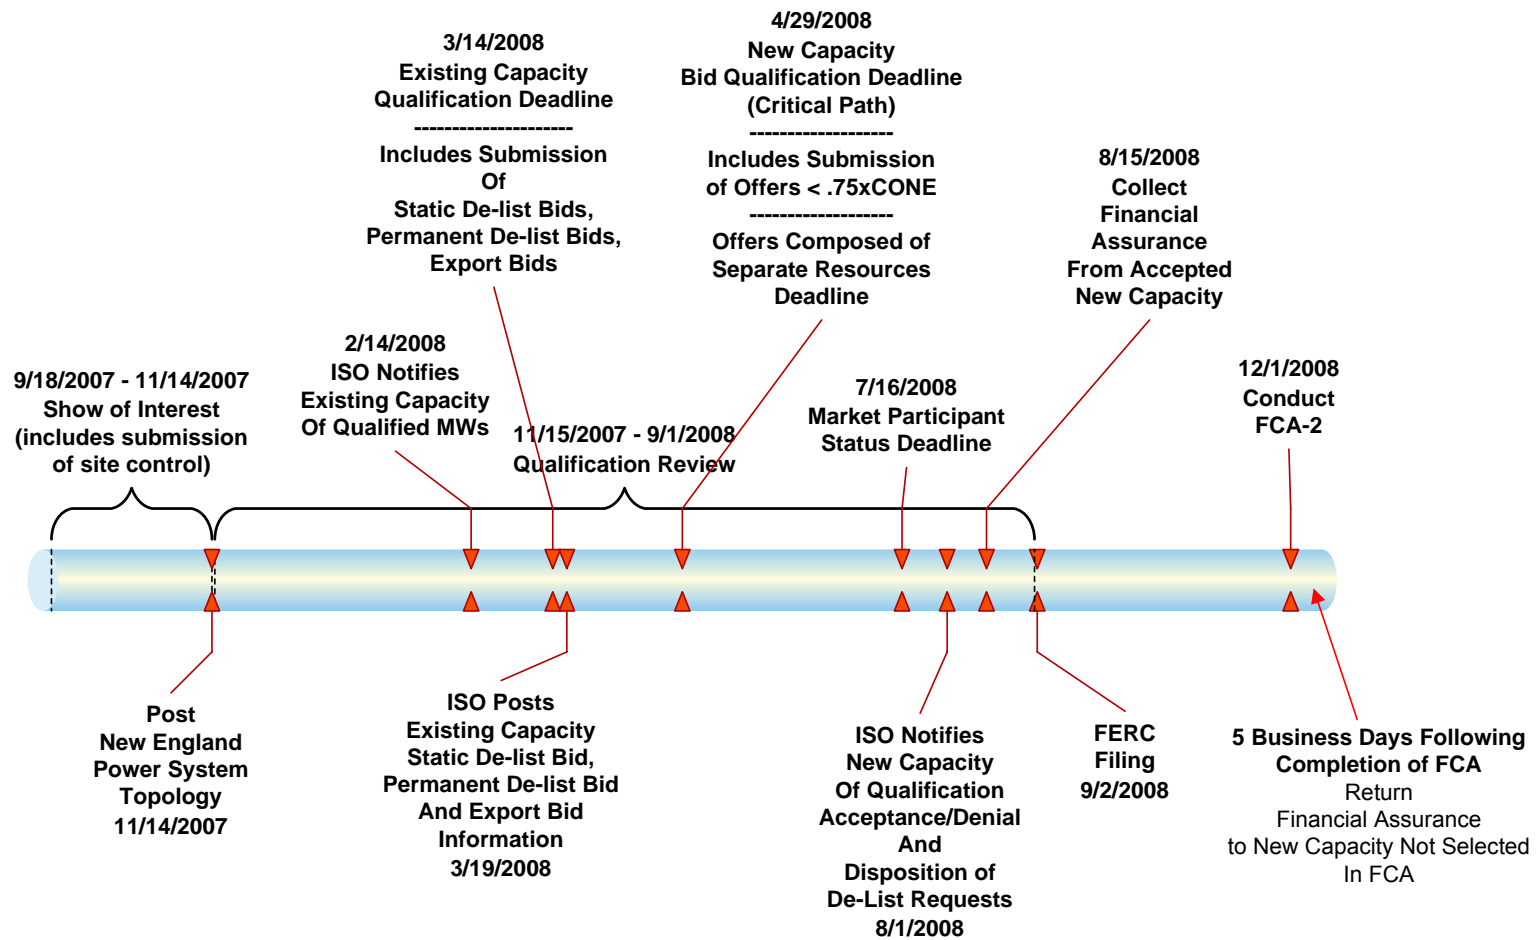 3/14/2008
Existing Capacity
Qualification Deadline
---------------------
Includes Submission
Of
Static De-list Bids,
Permanent De-list Bids,
Export Bids
4/29/2008
New Capacity
Bid Qualification Deadline
(Critical Path)
-------------------
Includes Submission
of Offers < .75xCONE
-------------------
Offers Composed of
Separate Resources
Deadline
8/15/2008
Collect
Financial
Assurance
From Accepted
New Capacity
9/18/2007 - 11/14/2007
Show of Interest
(includes submission
of site control)
2/14/2008
ISO Notifies
Existing Capacity
Of Qualified MWs
11/15/2007 - 9/1/2008
Qualification Review
7/16/2008
Market Participant
Status Deadline
12/1/2008
Conduct
FCA-2
Post
New England
Power System
Topology
11/14/2007
ISO Posts
Existing Capacity
Static De-list Bid,
Permanent De-list Bid
And Export Bid
Information
3/19/2008
ISO Notifies
New Capacity
Of Qualification
Acceptance/Denial
And
Disposition of
De-List Requests
8/1/2008
FERC
Filing
9/2/2008
5 Business Days Following
Completion of FCA
Return
Financial Assurance
to New Capacity Not Selected
In FCA